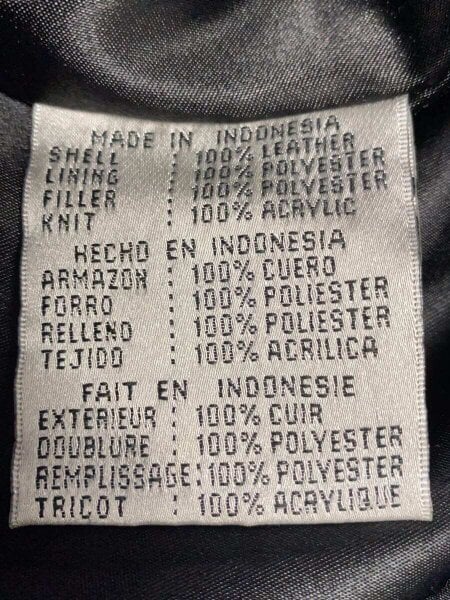 MADE IN INDONESIA
SHELL : 100% LEATHER
LINING : 100% POLYESTER
FILLER : 100% POLYESTER
KNIT : 100% ACRYLIC
HECHO EN INDONESIA
ARMAZON : 100% CUERO
FORRO : 100% POLIESTER
RELLENO : 100% POLIESTER
TEJIDO : 100% ACRILICA
FAIT EN INDONESIE
EXTERIEUR : 100% CUIR
DOUBLURE : 100% POLYESTER
REMPLISSAGE : 100% POLYESTER
TRICOT : 100% ACRYLIQUE